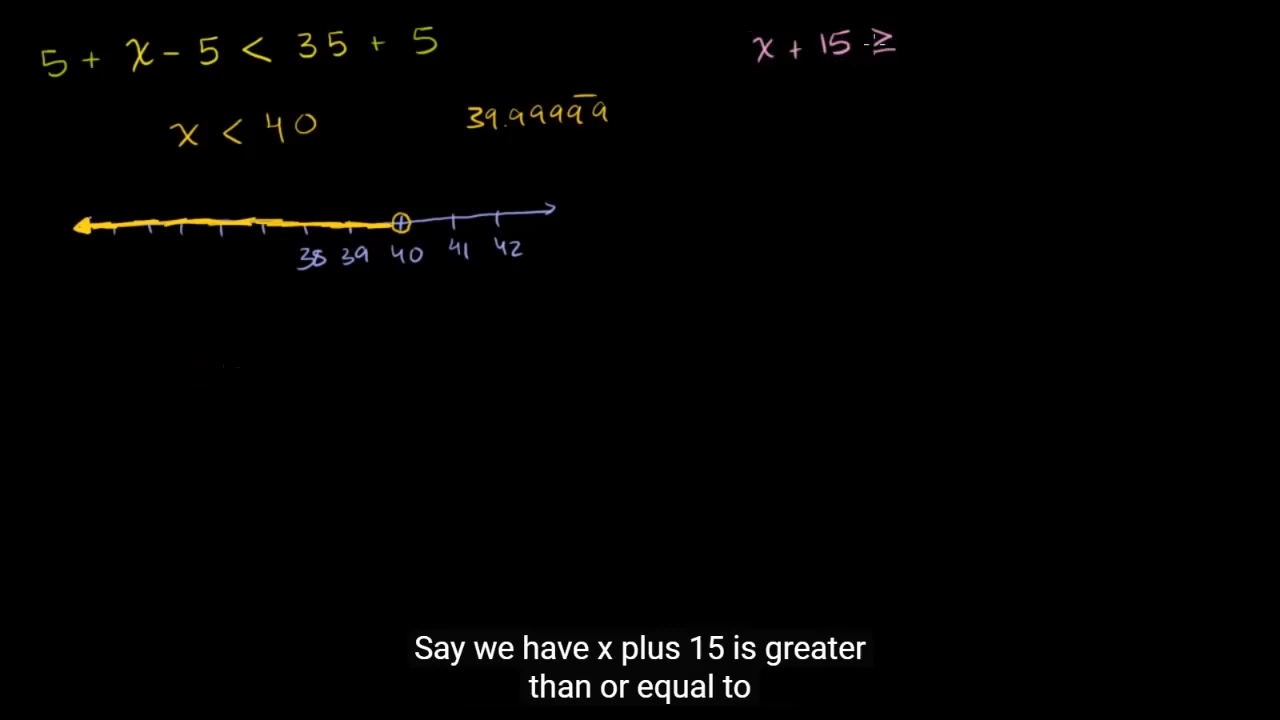 5 + x - 5 < 35 + 5
x < 40
39.9999̅9
38 39 40 41 42
x + 15 ≥
Say we have x plus 15 is greater
than or equal to